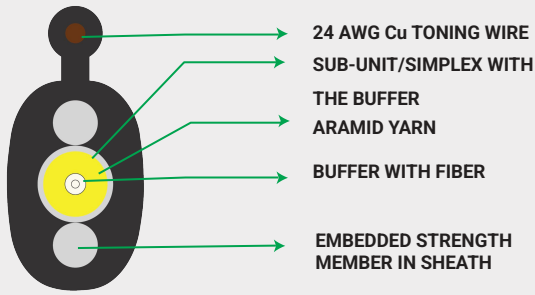 24 AWG Cu TONING WIRE
SUB-UNIT/SIMPLEX WITH
THE BUFFER
ARAMID YARN
BUFFER WITH FIBER
EMBEDDED STRENGTH
MEMBER IN SHEATH